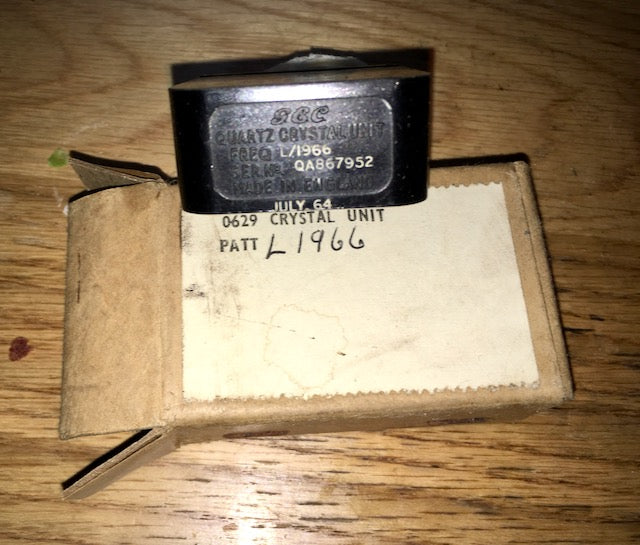 GEC
QUARTZ CRYSTAL UNIT
FREQ L/1966
SER. No. QA867952
MADE IN ENGLAND
JULY 64
0629 CRYSTAL UNIT
PATT L1966